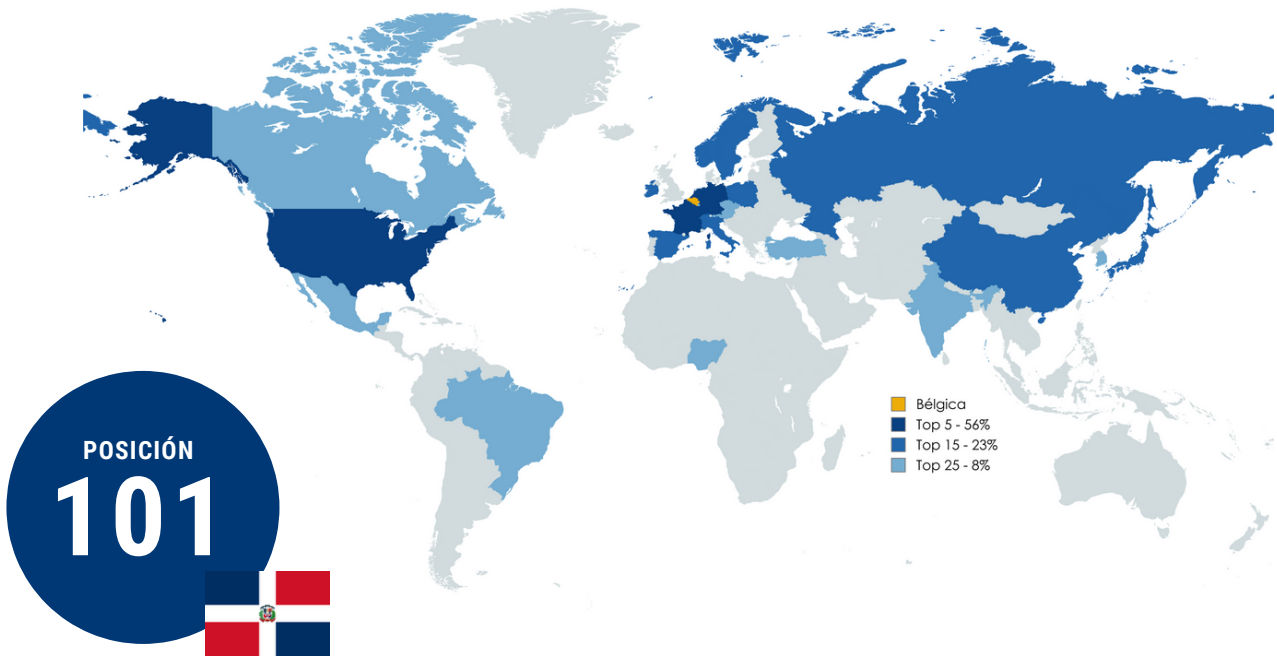 Bélgica
Top 5 - 56%
Top 15 - 23%
Top 25 - 8%
POSICIÓN
101